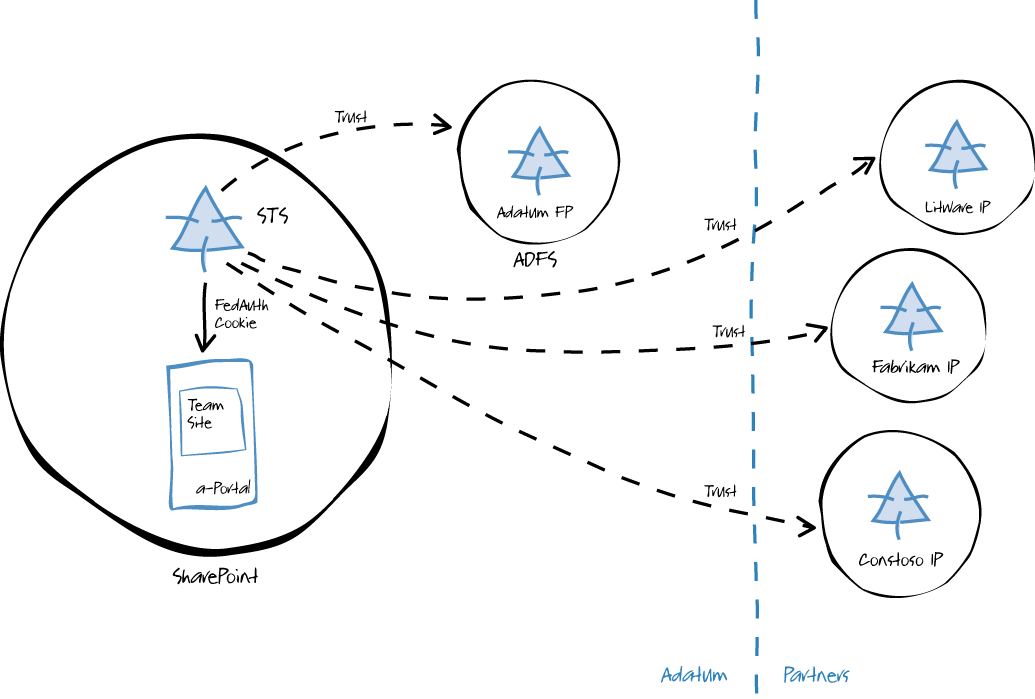 Trust
STS
Adatum FP
ADFS
Litware IP
Trust
FedAuth
Cookie
Trust
Fabrikam IP
Team
Site
a-Portal
Trust
Constoso IP
SharePoint
Adatum
Partners